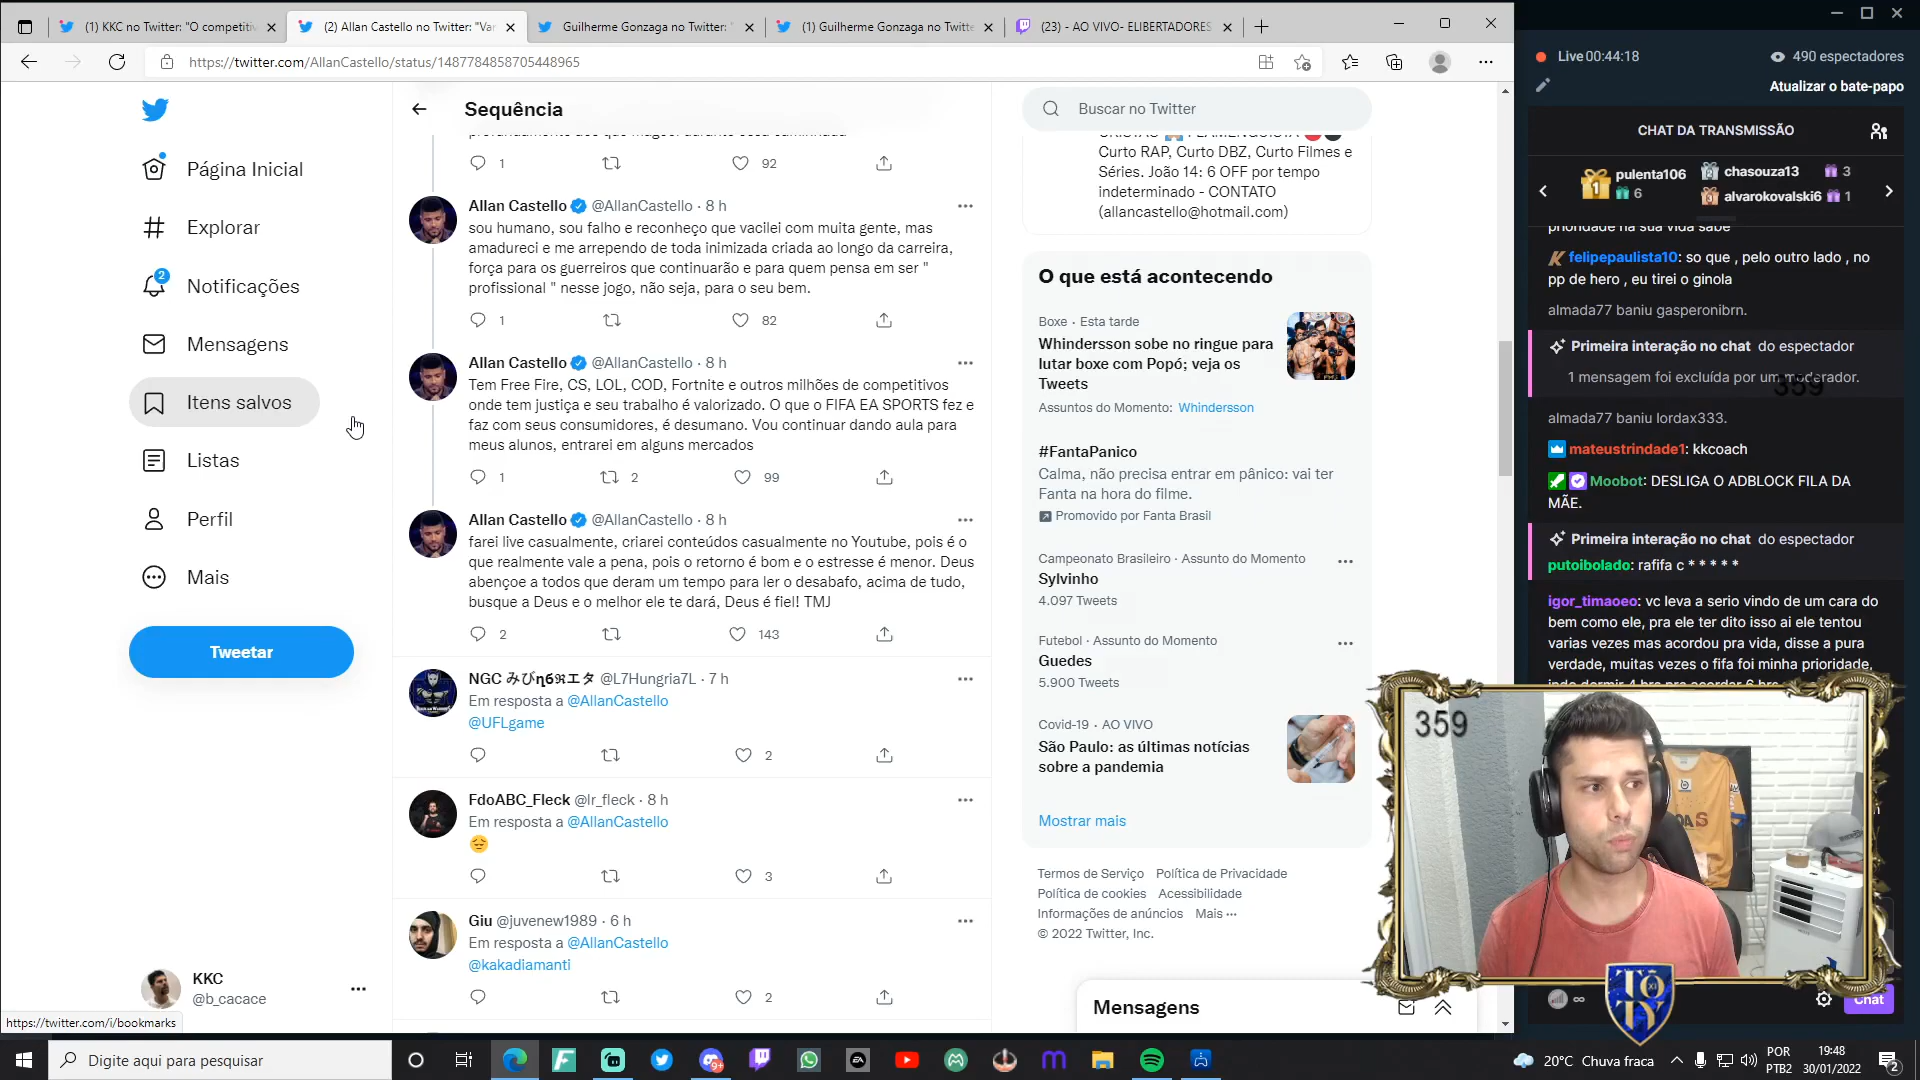 (1) KKC no Twitter: "O competitiv
(2) Allan Castello no Twitter: "Var
Guilherme Gonzaga no Twitter: "
(1) Guilherme Gonzaga no Twitte
(23) - AO VIVO- ELIBERTADORES
https://twitter.com/AllanCastello/status/1487784858705448965
Página Inicial
Explorar
2
Notificações
Mensagens
Itens salvos
Listas
Perfil
Mais
Tweetar
KKC
@b_cacace
https://twitter.com/i/bookmarks
Sequência
1
92
Allan Castello @AllanCastello · 8 h
sou humano, sou falho e reconheço que vacilei com muita gente, mas
amadureci e me arrependo de toda inimizada criada ao longo da carreira,
força para os guerreiros que continuarão e para quem pensa em ser "
profissional " nesse jogo, não seja, para o seu bem.
1
82
Allan Castello @AllanCastello · 8 h
Tem Free Fire, CS, LOL, COD, Fortnite e outros milhões de competitivos
onde tem justiça e seu trabalho é valorizado. O que o FIFA EA SPORTS fez e
faz com seus consumidores, é desumano. Vou continuar dando aula para
meus alunos, entrarei em alguns mercados
1
2
99
Allan Castello @AllanCastello · 8 h
farei live casualmente, criarei conteúdos casualmente no Youtube, pois é o
que realmente vale a pena, pois o retorno é bom e o estresse é menor. Deus
abençoe a todos que deram um tempo para ler o desabafo, acima de tudo,
busque a Deus e o melhor ele te dará, Deus é fiel! TMJ
2
143
@L7Hungria7L · 7 h
Em resposta a @AllanCastello
@UFLgame
2
FdoABC_Fleck @lr_fleck · 8 h
Em resposta a @AllanCastello
😔
3
Giu @juvenew1989 · 6 h
Em resposta a @AllanCastello
@kakadiamanti
2
Buscar no Twitter
Curto RAP, Curto DBZ, Curto Filmes e
Séries. João 14: 6 OFF por tempo
indeterminado - CONTATO
(allancastello@hotmail.com)
O que está acontecendo
Boxe · Esta tarde
Whindersson sobe no ringue para
lutar boxe com Popó; veja os
Tweets
Assuntos do Momento: Whindersson
#FantaPanico
Calma, não precisa entrar em pânico: vai ter
Fanta na hora do filme.
Promovido por Fanta Brasil
Campeonato Brasileiro · Assunto do Momento
Sylvinho
4.097 Tweets
Futebol · Assunto do Momento
Guedes
5.900 Tweets
Covid-19 · AO VIVO
São Paulo: as últimas notícias
sobre a pandemia
Mostrar mais
Termos de Serviço Política de Privacidade
Política de cookies Acessibilidade
Informações de anúncios Mais ···
© 2022 Twitter, Inc.
Mensagens
Live 00:44:18
490 espectadores
Atualizar o bate-papo
CHAT DA TRANSMISSÃO
1 pulenta106
6
chasouza13 3
alvarokovalski6 1
prioridade na sua vida sabe
felipepaulista10: so que , pelo outro lado , no
pp de hero , eu tirei o ginola
almada77 baniu gasperonibrn.
Primeira interação no chat do espectador
1 mensagem foi excluída por um moderador.
359
almada77 baniu lordax333.
mateustrindade1: kkcoach
Moobot: DESLIGA O ADBLOCK FILA DA
MÃE.
Primeira interação no chat do espectador
putoibolado: rafifa c * * * * *
igor_timaoeo: vc leva a serio vindo de um cara do
bem como ele, pra ele ter dito isso ai ele tentou
varias vezes mas acordou pra vida, disse a pura
verdade, muitas vezes o fifa foi minha prioridade,
359
Chat
Digite aqui para pesquisar
20°C Chuva fraca
POR
PTB2
19:48
30/01/2022
2